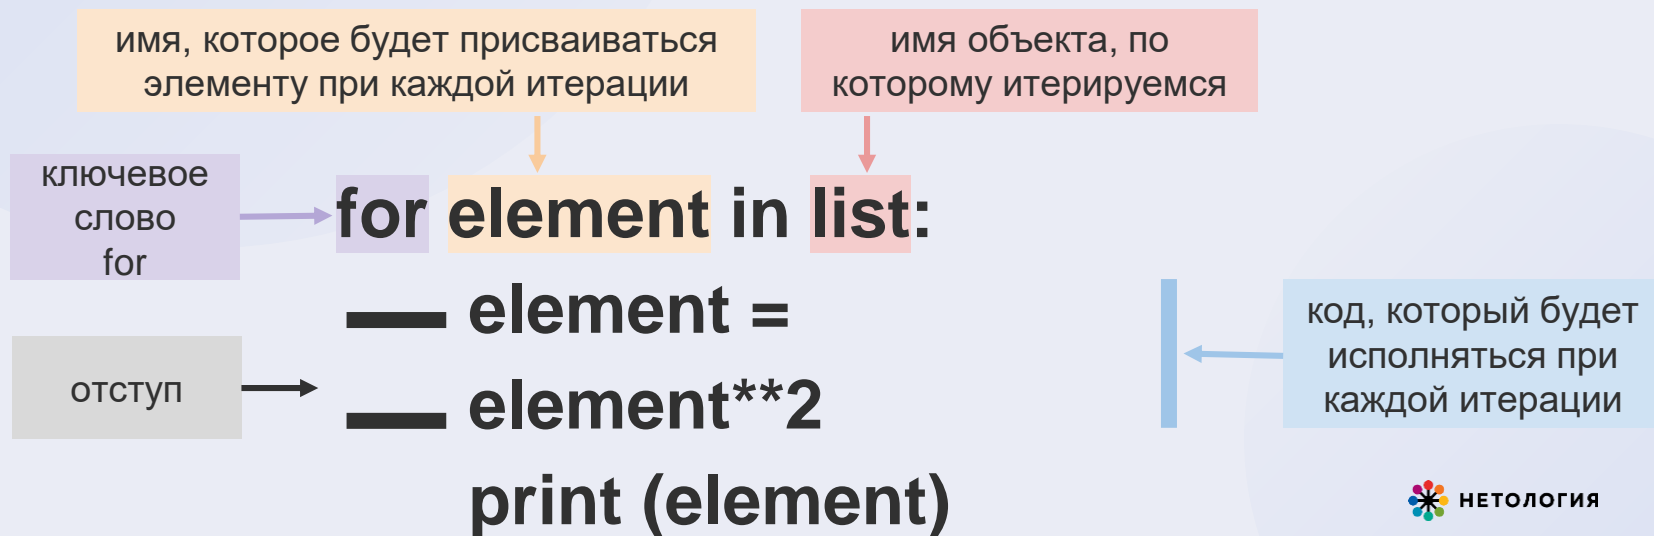 имя, которое будет присваиваться
элементу при каждой итерации
имя объекта, по
которому итерируемся
ключевое
слово
for
for element in list:
element =
element**2
print (element)
отступ
код, который будет
исполняться при
каждой итерации
НЕТОЛОГИЯ